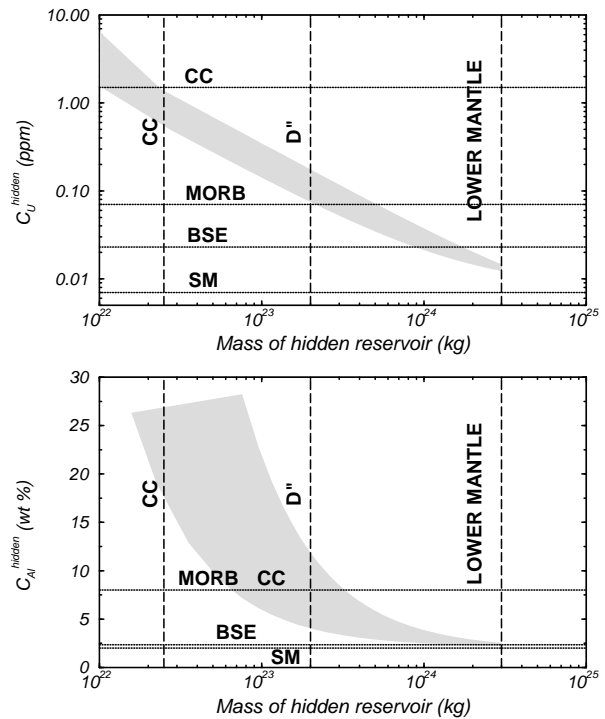 10.00
1.00
0.10
0.01
C_U^hidden (ppm)
CC
CC
D"
LOWER MANTLE
MORB
BSE
SM
10^22
10^23
10^24
10^25
Mass of hidden reservoir (kg)
30
25
20
15
10
5
0
C_Al^hidden (wt %)
CC
D"
LOWER MANTLE
MORB CC
BSE
SM
10^22
10^23
10^24
10^25
Mass of hidden reservoir (kg)